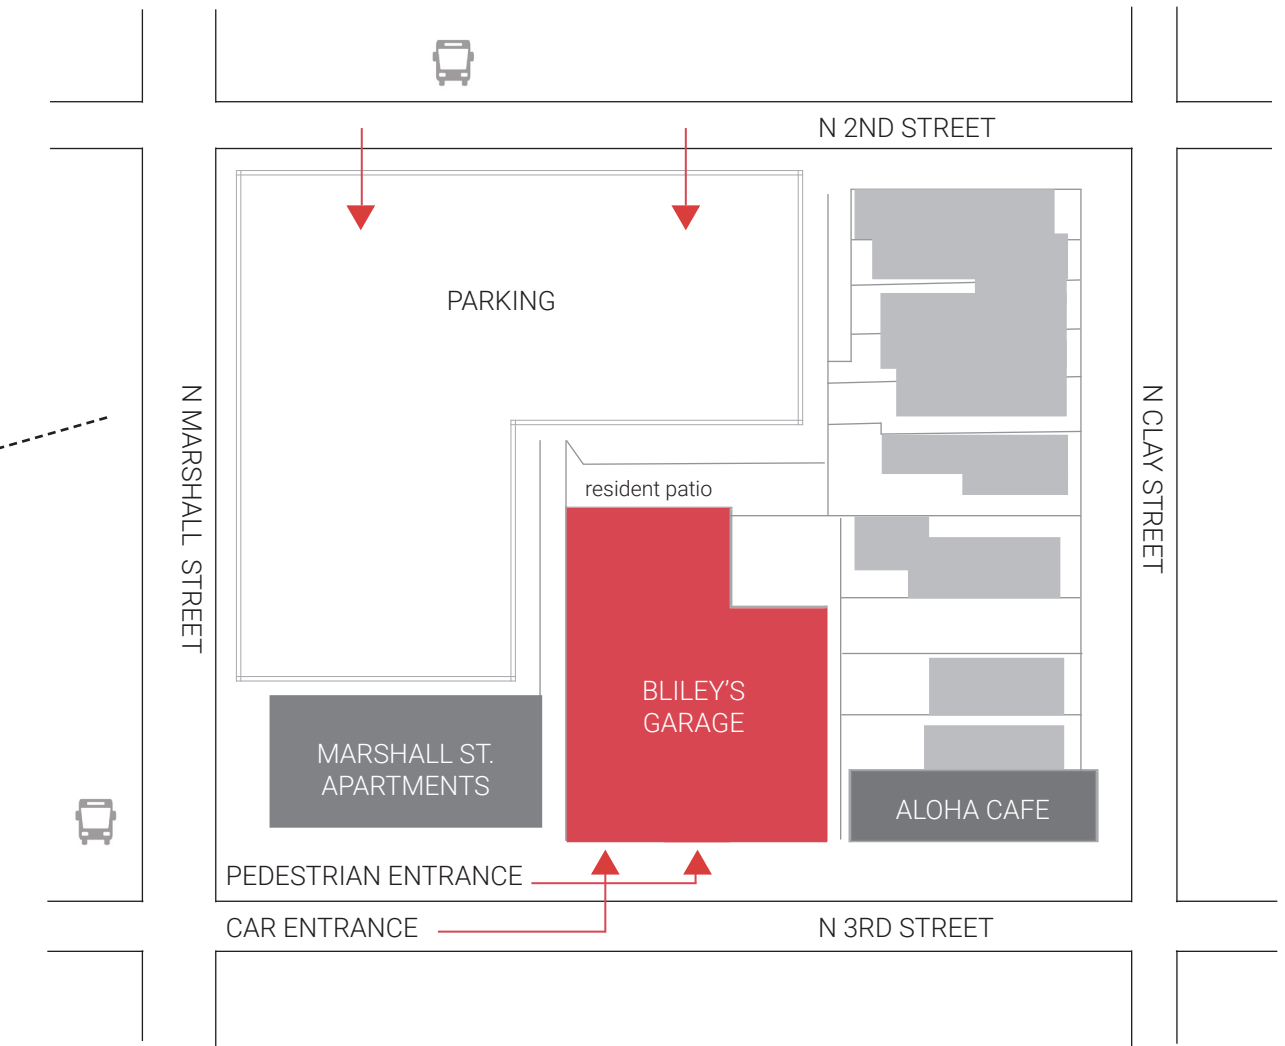 N 2ND STREET
PARKING
N MARSHALL STREET
N CLAY STREET
resident patio
BLILEY'S
GARAGE
MARSHALL ST.
APARTMENTS
ALOHA CAFE
PEDESTRIAN ENTRANCE
CAR ENTRANCE
N 3RD STREET